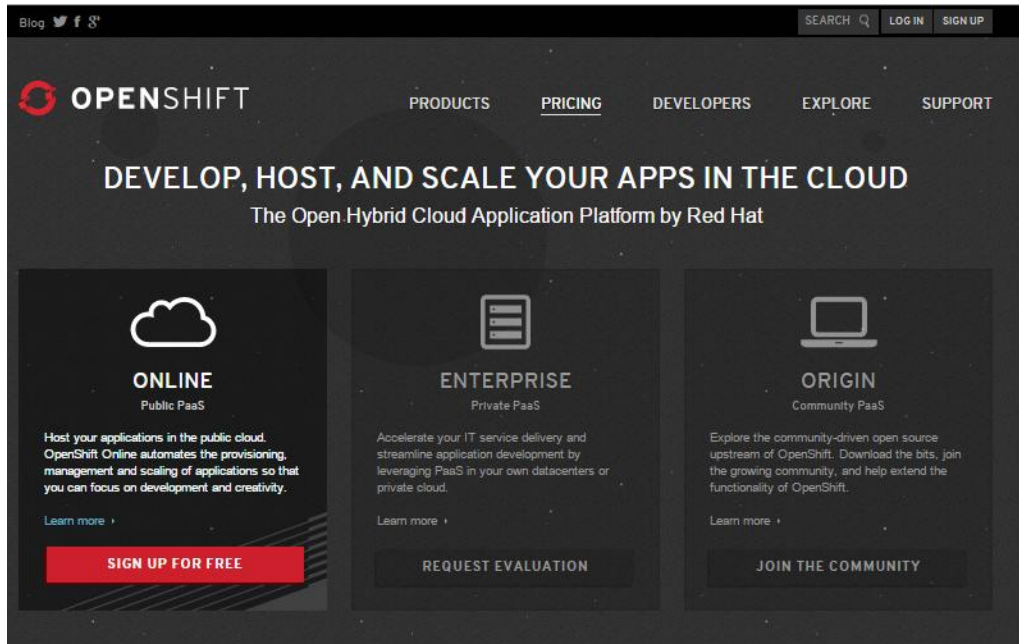 Blog
SEARCH LOG IN SIGN UP
OPENSHIFT
PRODUCTS PRICING DEVELOPERS EXPLORE SUPPORT
DEVELOP, HOST, AND SCALE YOUR APPS IN THE CLOUD
The Open Hybrid Cloud Application Platform by Red Hat
ONLINE
Public PaaS
Host your applications in the public cloud.
OpenShift Online automates the provisioning,
management and scaling of applications so that
you can focus on development and creativity.
Learn more
SIGN UP FOR FREE
ENTERPRISE
Private PaaS
Accelerate your IT service delivery and
streamline application development by
leveraging PaaS in your own datacenters or
private cloud.
Learn more
REQUEST EVALUATION
ORIGIN
Community PaaS
Explore the community-driven open source
upstream of OpenShift. Download the bits, join
the growing community, and help extend the
functionality of OpenShift.
Learn more
JOIN THE COMMUNITY